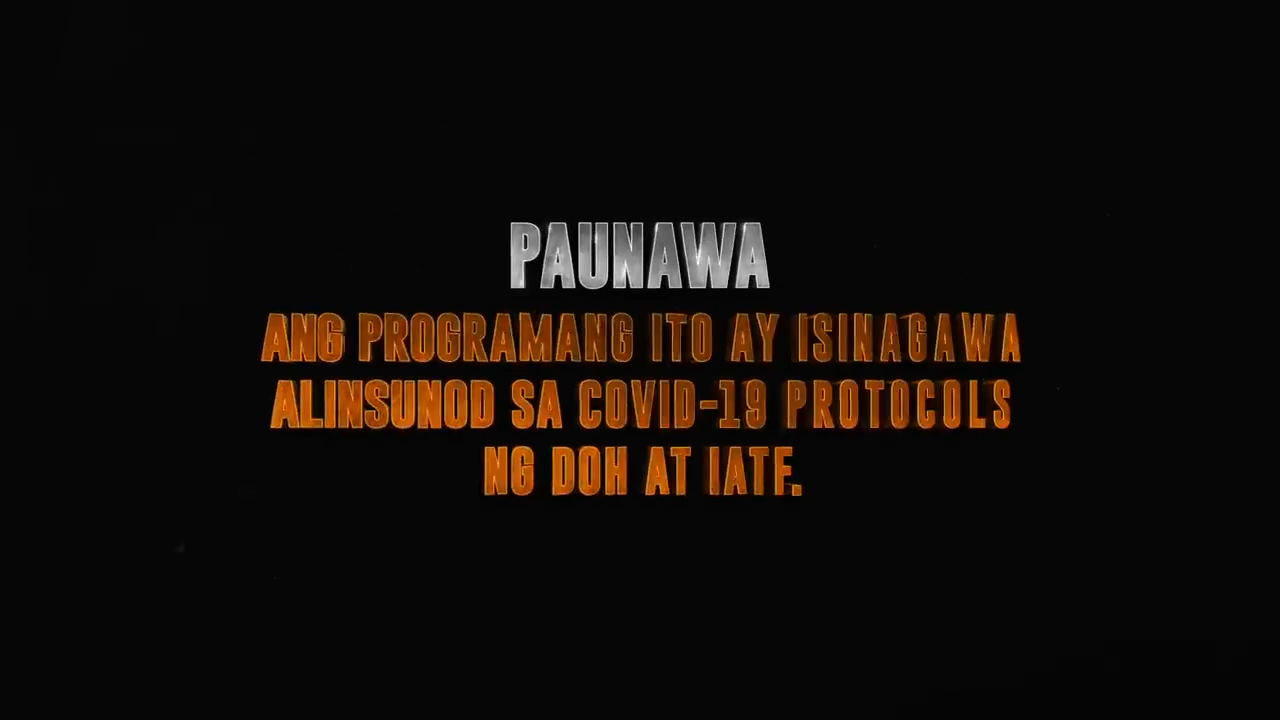 PAUNAWA
ANG PROGRAMANG ITO AY ISINAGAWA
ALINSUNOD SA COVID-19 PROTOCOLS
NG DOH AT IATF.